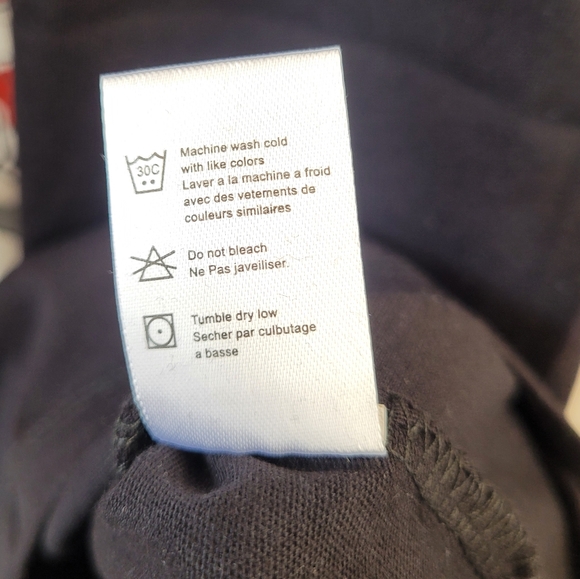 30C
Machine wash cold
with like colors
Laver a la machine a froid
avec des vetements de
couleurs similaires
Do not bleach
Ne Pas javeiliser.
Tumble dry low
Secher par culbutage
a basse